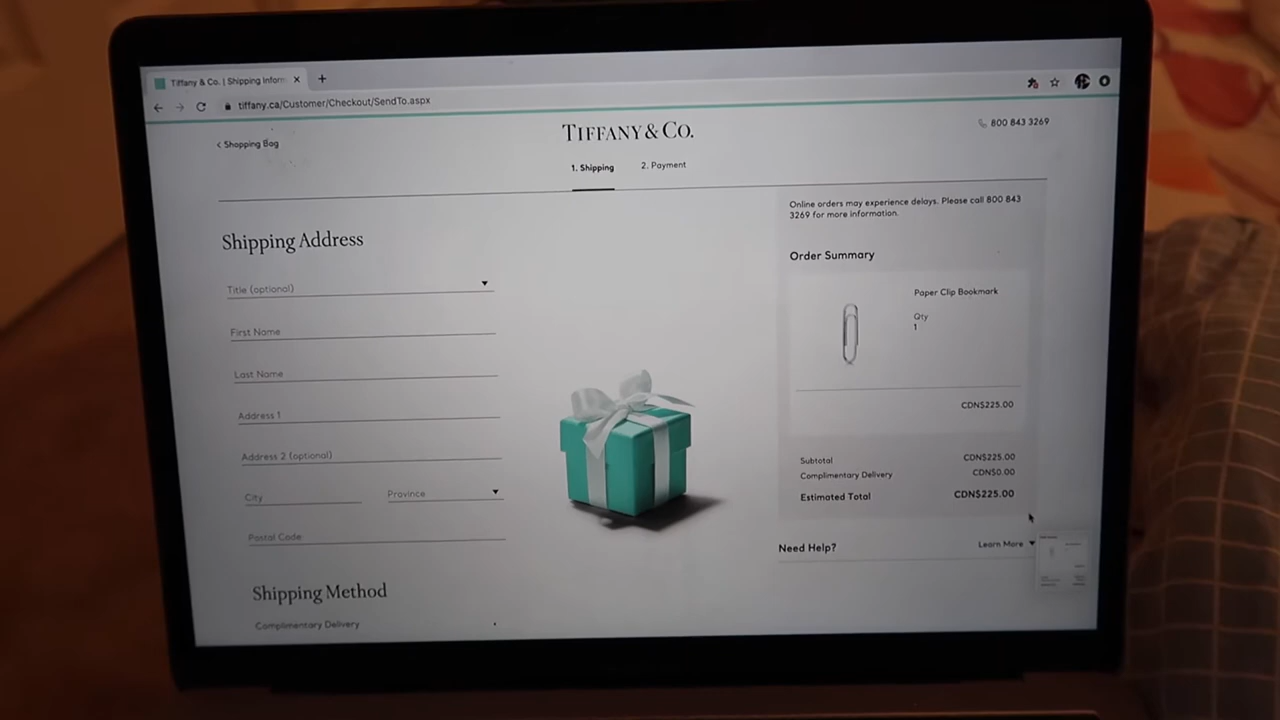 Tiffany & Co. | Shipping Inform
tiffany.ca/Customer/Checkout/SendTo.aspx
< Shopping Bag
TIFFANY & CO.
800 843 3269
1. Shipping
2. Payment
Online orders may experience delays. Please call 800 843
3269 for more information.
Shipping Address
Title (optional)
First Name
Last Name
Address 1
Address 2 (optional)
City
Province
Postal Code
Shipping Method
Complimentary Delivery
Order Summary
Paper Clip Bookmark
Qty
1
CDN$225.00
Subtotal CDN$225.00
Complimentary Delivery CDN$0.00
Estimated Total CDN$225.00
Need Help?
Learn More